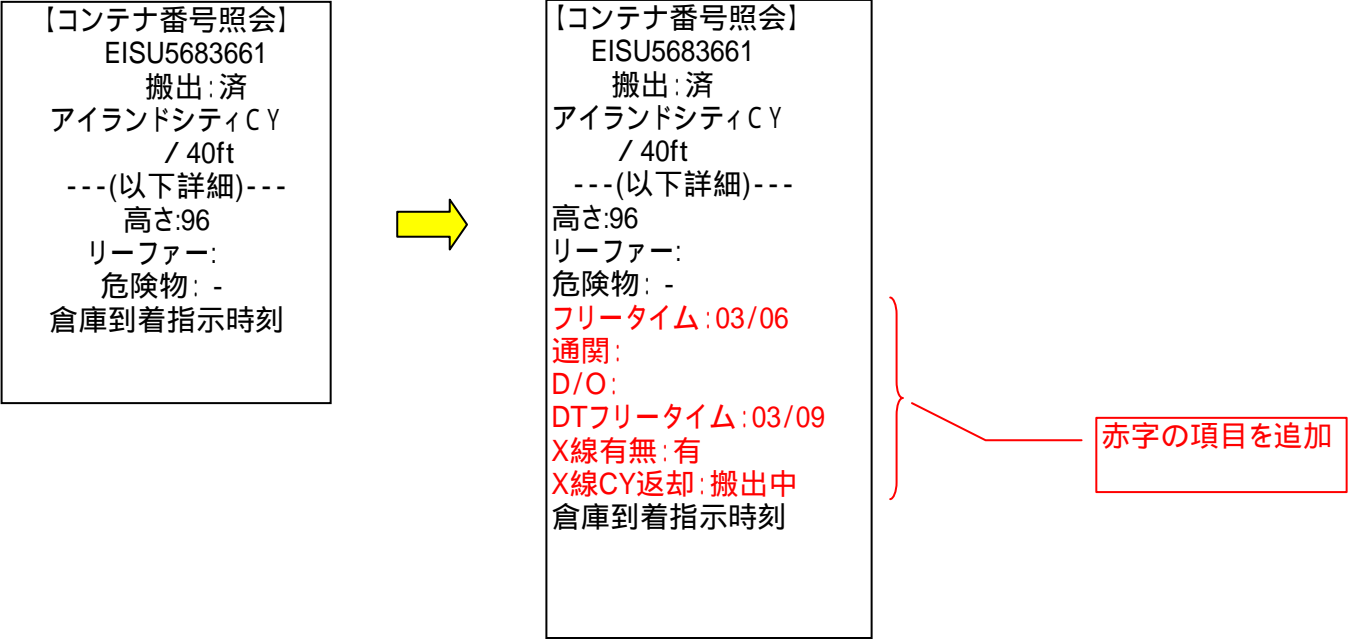 【コンテナ番号照会】
EISU5683661
搬出:済
アイランドシティCY
/ 40ft
---(以下詳細)---
高さ:96
リーファー:
危険物: -
倉庫到着指示時刻
【コンテナ番号照会】
EISU5683661
搬出:済
アイランドシティCY
/ 40ft
---(以下詳細)---
高さ:96
リーファー:
危険物: -
フリータイム:03/06
通関:
D/O:
DTフリータイム:03/09
X線有無:有
X線CY返却:搬出中
倉庫到着指示時刻
赤字の項目を追加